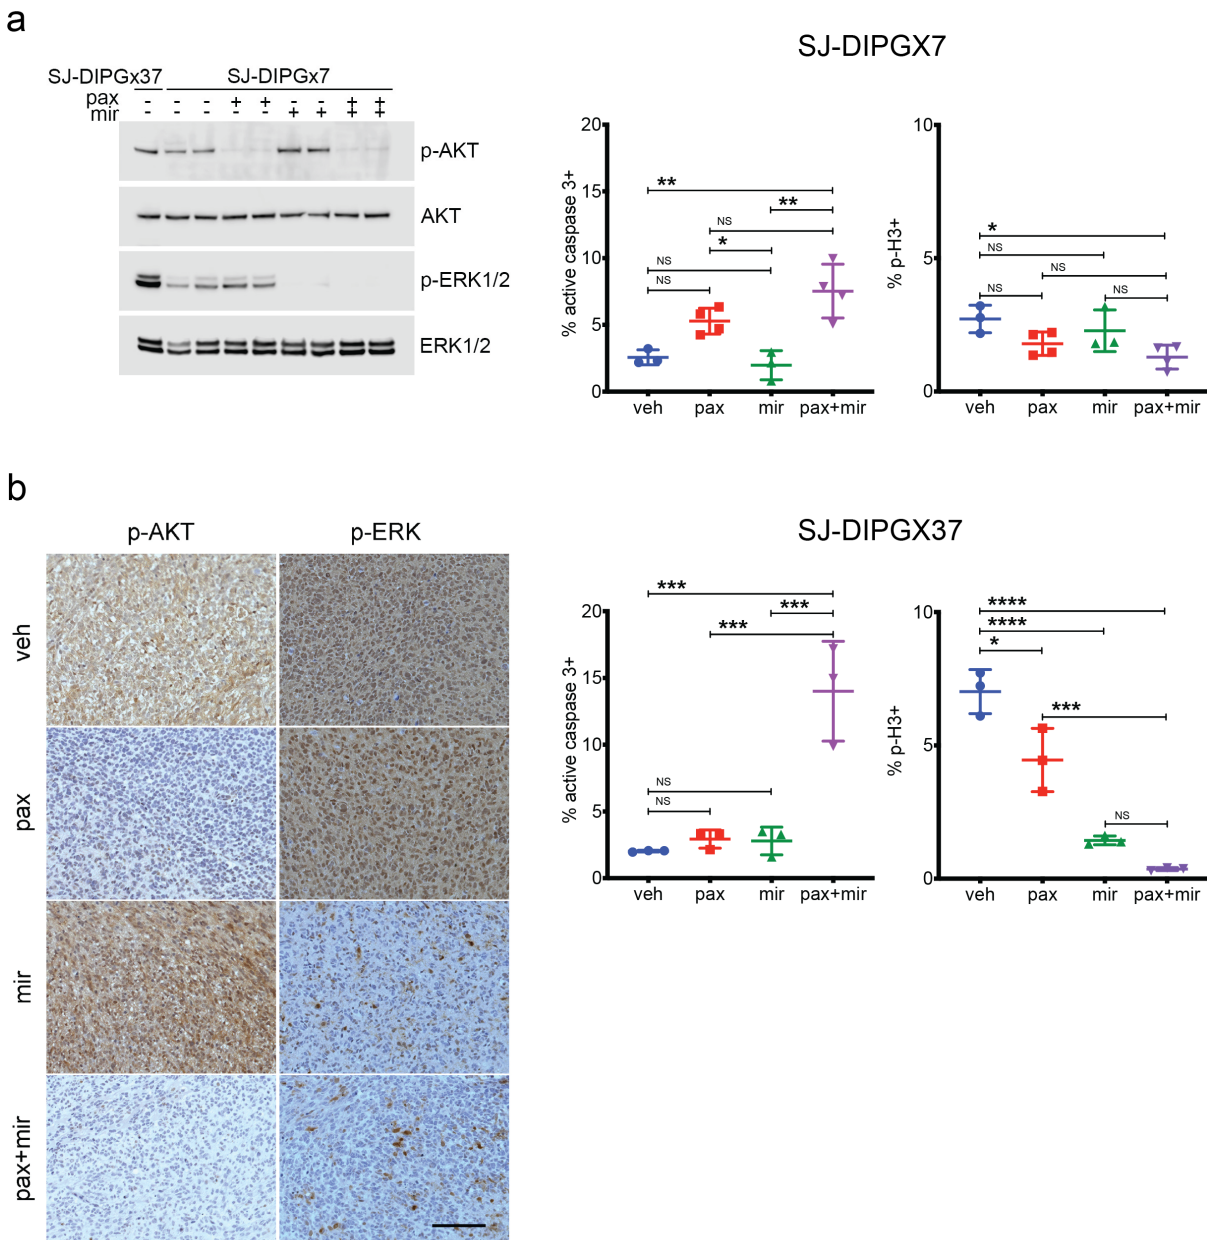 a
SJ-DIPGx37 SJ-DIPGx7
pax - - - + + - - + +
mir - - - - - + + + +
p-AKT
AKT
p-ERK1/2
ERK1/2
SJ-DIPGX7
% active caspase 3+
20
15
10
5
0
**
**
NS
*
NS
NS
veh pax mir pax+mir
% p-H3+
10
5
0
*
NS
NS
NS NS
veh pax mir pax+mir
b
p-AKT p-ERK
veh
pax
mir
pax+mir
SJ-DIPGX37
% active caspase 3+
20
15
10
5
0
***
***
***
NS
NS
veh pax mir pax+mir
% p-H3+
10
5
0
****
****
*
***
NS
veh pax mir pax+mir